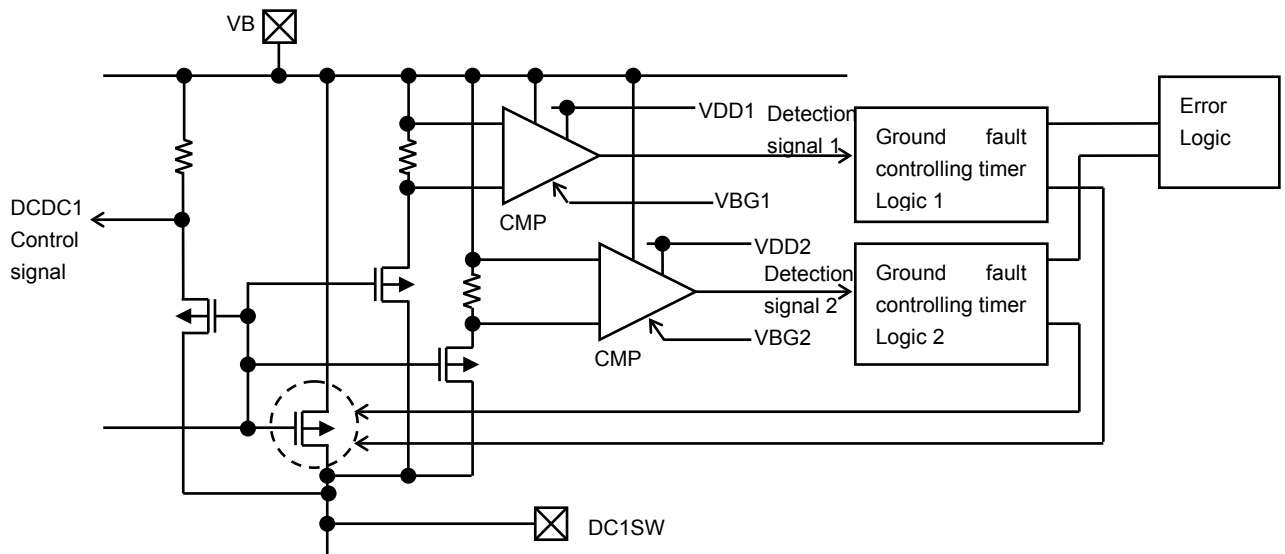 VB
VDD1
Detection
signal 1
Ground fault
controlling timer
Logic 1
Error
Logic
VBG1
CMP
DCDC1
Control
signal
VDD2
Detection
signal 2
Ground fault
controlling timer
Logic 2
VBG2
CMP
DC1SW